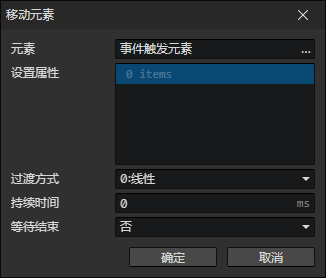 移动元素
元素 事件触发元素 ...
设置属性 0 items
过渡方式 0:线性
持续时间 0 ms
等待结束 否
确定 取消